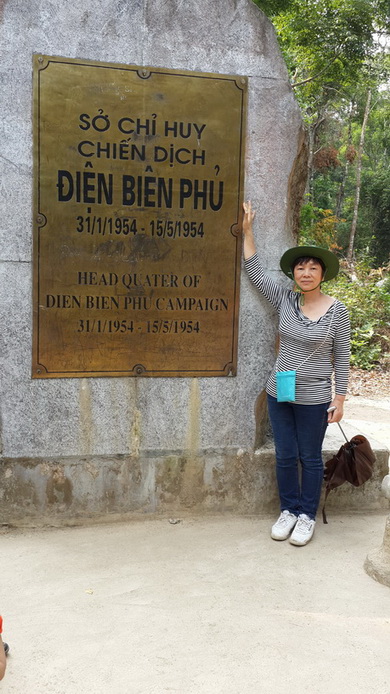 SỞ CHỈ HUY
CHIẾN DỊCH
ĐIỆN BIÊN PHỦ
31/1/1954 - 15/5/1954
HEAD QUATER OF
DIEN BIEN PHU CAMPAIGN
31/1/1954 - 15/5/1954